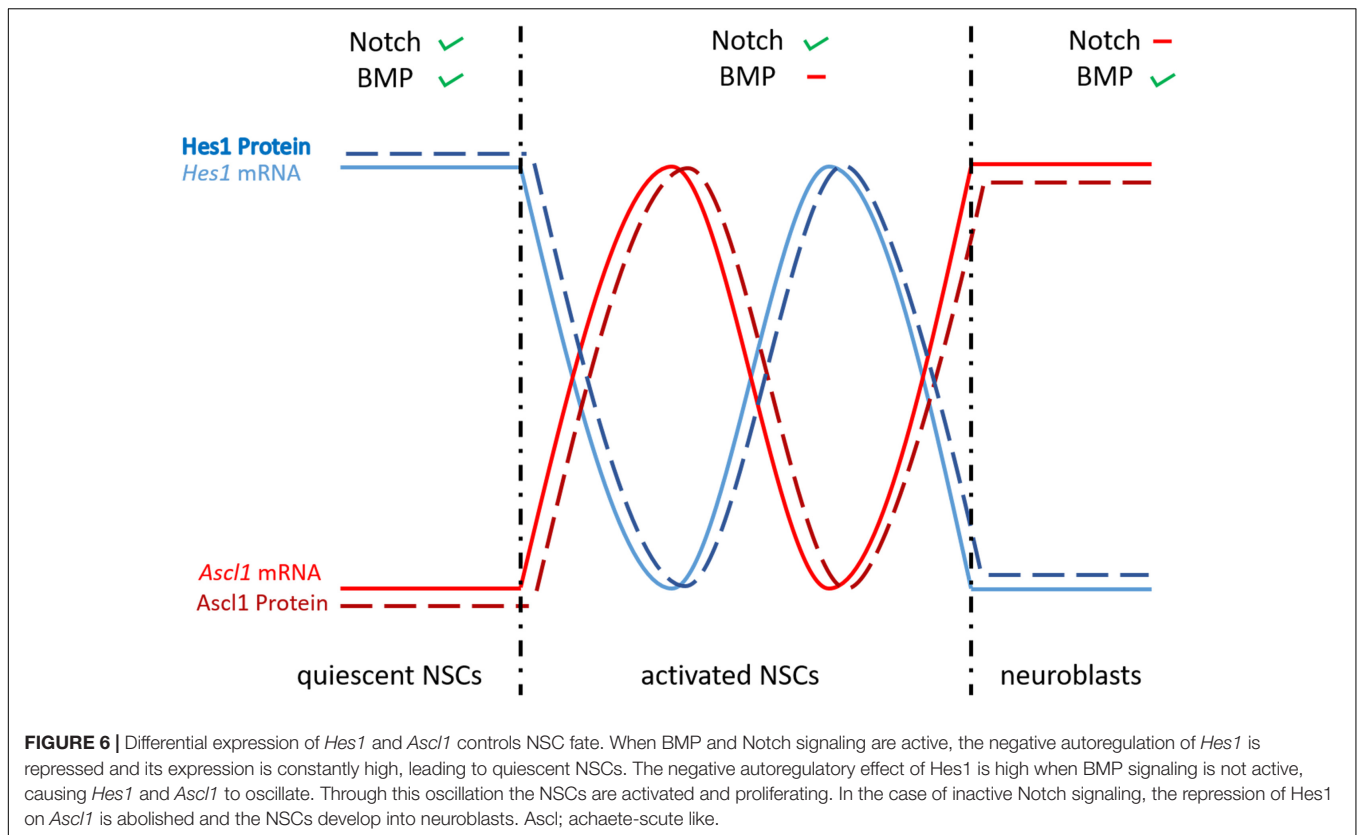 Notch ✓ Notch ✓ Notch –
BMP ✓ BMP – BMP ✓
Hes1 Protein
Hes1 mRNA
Ascl1 mRNA
Ascl1 Protein
quiescent NSCs activated NSCs neuroblasts
FIGURE 6 | Differential expression of Hes1 and Ascl1 controls NSC fate. When BMP and Notch signaling are active, the negative autoregulation of Hes1 is
repressed and its expression is constantly high, leading to quiescent NSCs. The negative autoregulatory effect of Hes1 is high when BMP signaling is not active,
causing Hes1 and Ascl1 to oscillate. Through this oscillation the NSCs are activated and proliferating. In the case of inactive Notch signaling, the repression of Hes1
on Ascl1 is abolished and the NSCs develop into neuroblasts. Ascl; achaete-scute like.